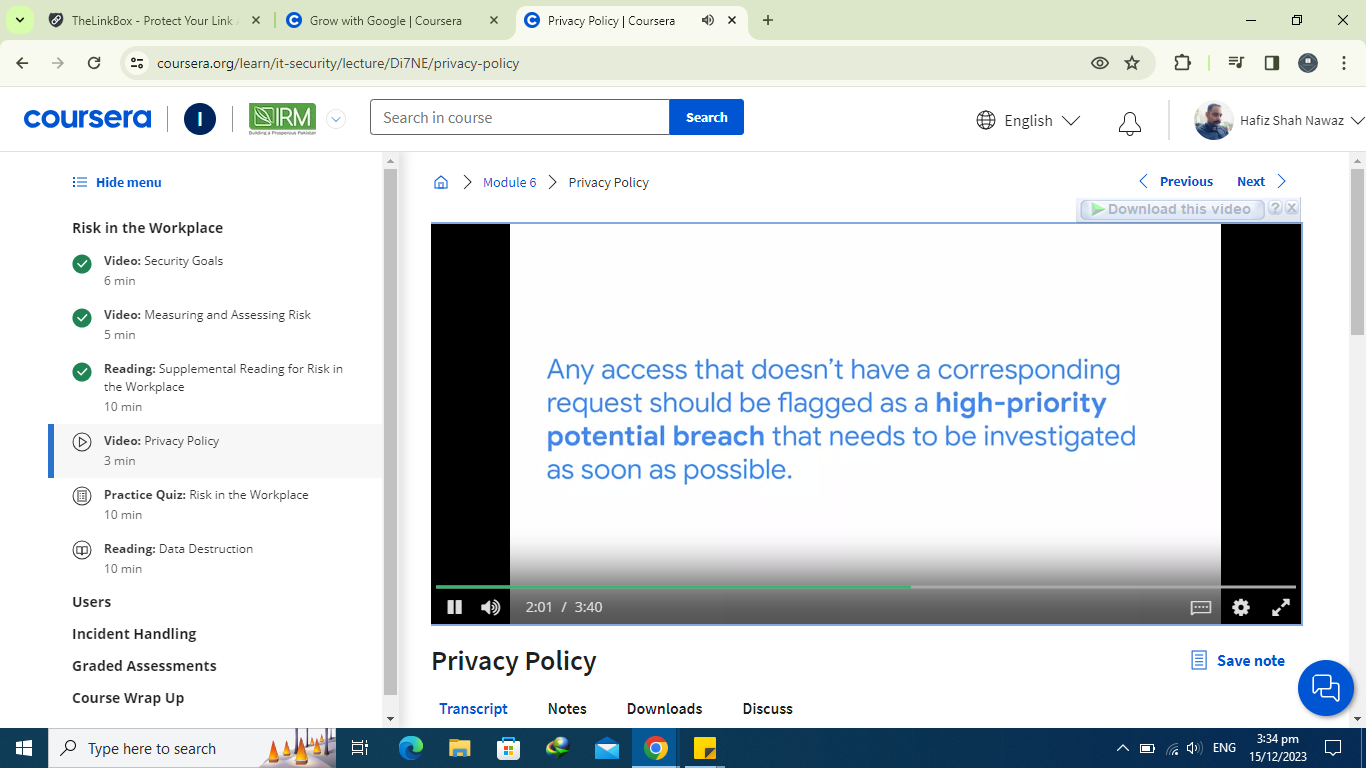 TheLinkBox - Protect Your Link
Grow with Google | Coursera
Privacy Policy | Coursera
coursera.org/learn/it-security/lecture/Di7NE/privacy-policy
coursera
I
IRM
Building a Prosperous Pakistan
Search in course
Search
English
Hafiz Shah Nawaz
Hide menu
Risk in the Workplace
Video: Security Goals
6 min
Video: Measuring and Assessing Risk
5 min
Reading: Supplemental Reading for Risk in
the Workplace
10 min
Video: Privacy Policy
3 min
Practice Quiz: Risk in the Workplace
10 min
Reading: Data Destruction
10 min
Users
Incident Handling
Graded Assessments
Course Wrap Up
Module 6
Privacy Policy
Previous
Next
Download this video ? X
Any access that doesn't have a corresponding
request should be flagged as a high-priority
potential breach that needs to be investigated
as soon as possible.
2:01 / 3:40
Privacy Policy
Save note
Transcript
Notes
Downloads
Discuss
Type here to search
ENG
3:34 pm
15/12/2023